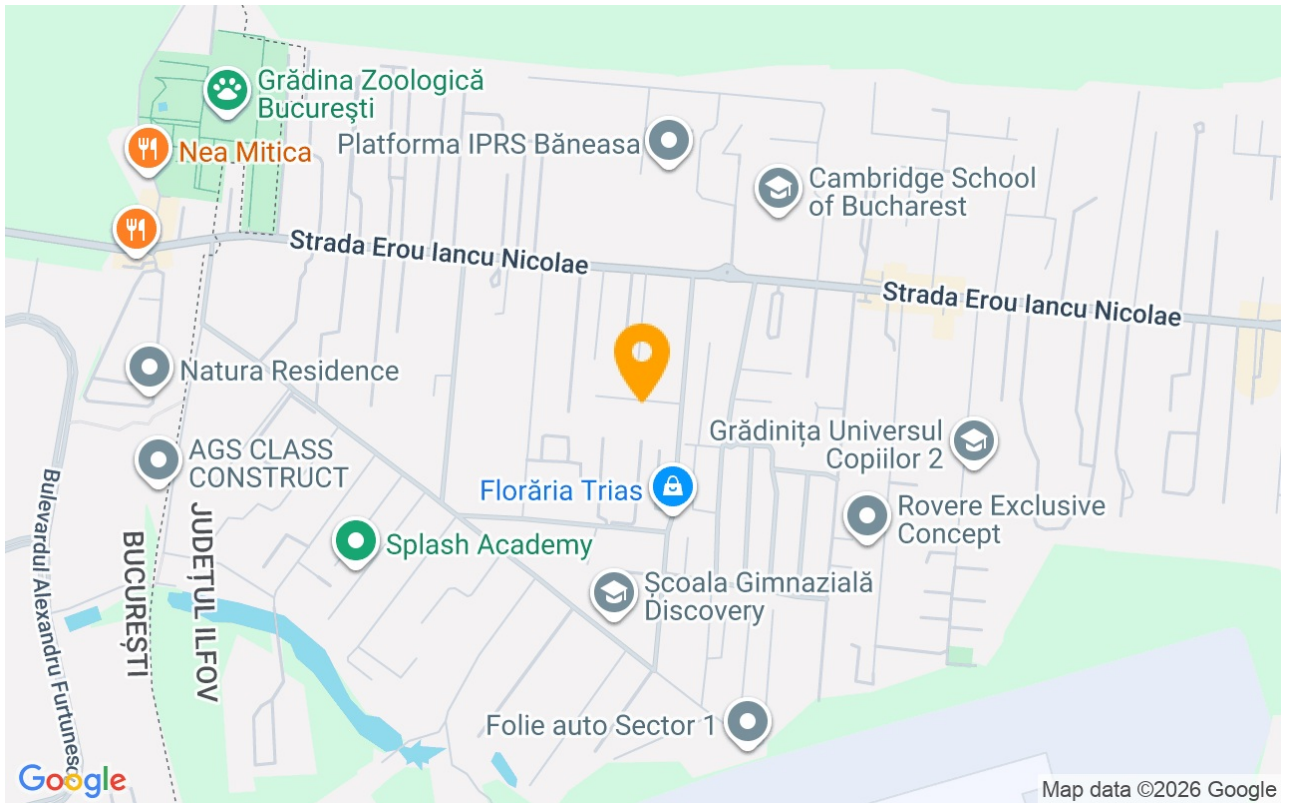 Grădina Zoologică
Bucureşti
Nea Mitica
Platforma IPRS Băneasa
Cambridge School
of Bucharest
Strada Erou Iancu Nicolae
Strada Erou Iancu Nicolae
Natura Residence
AGS CLASS
CONSTRUCT
Grădinița Universul
Copiilor 2
Florăria Trias
Rovere Exclusive
Concept
Splash Academy
Școala Gimnazială
Discovery
Bulevardul Alexandru Furtunesc
BUCUREȘTI
JUDEȚUL ILFOV
Folie auto Sector 1
Google
Map data ©2026 Google